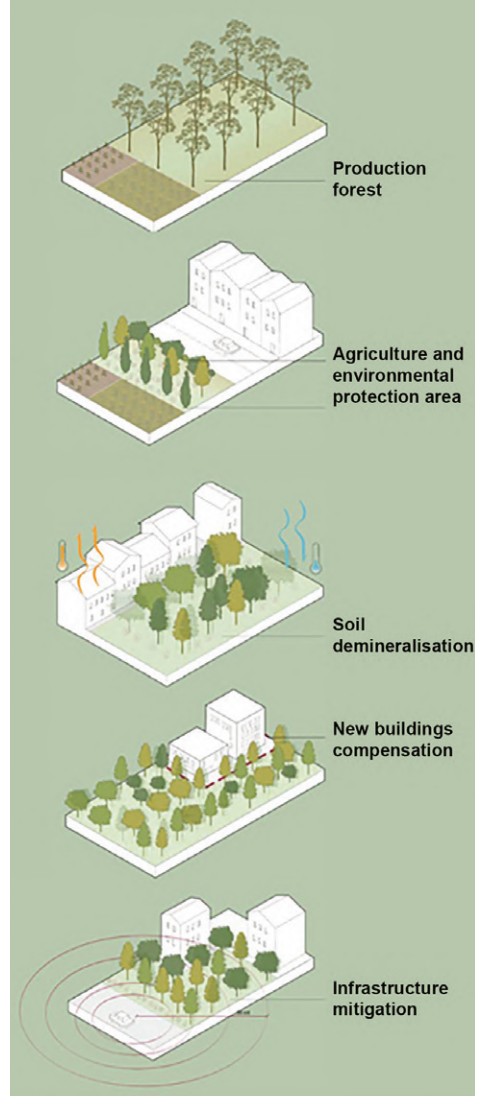 Production
forest
Agriculture and
environmental
protection area
Soil
demineralisation
New buildings
compensation
Infrastructure
mitigation